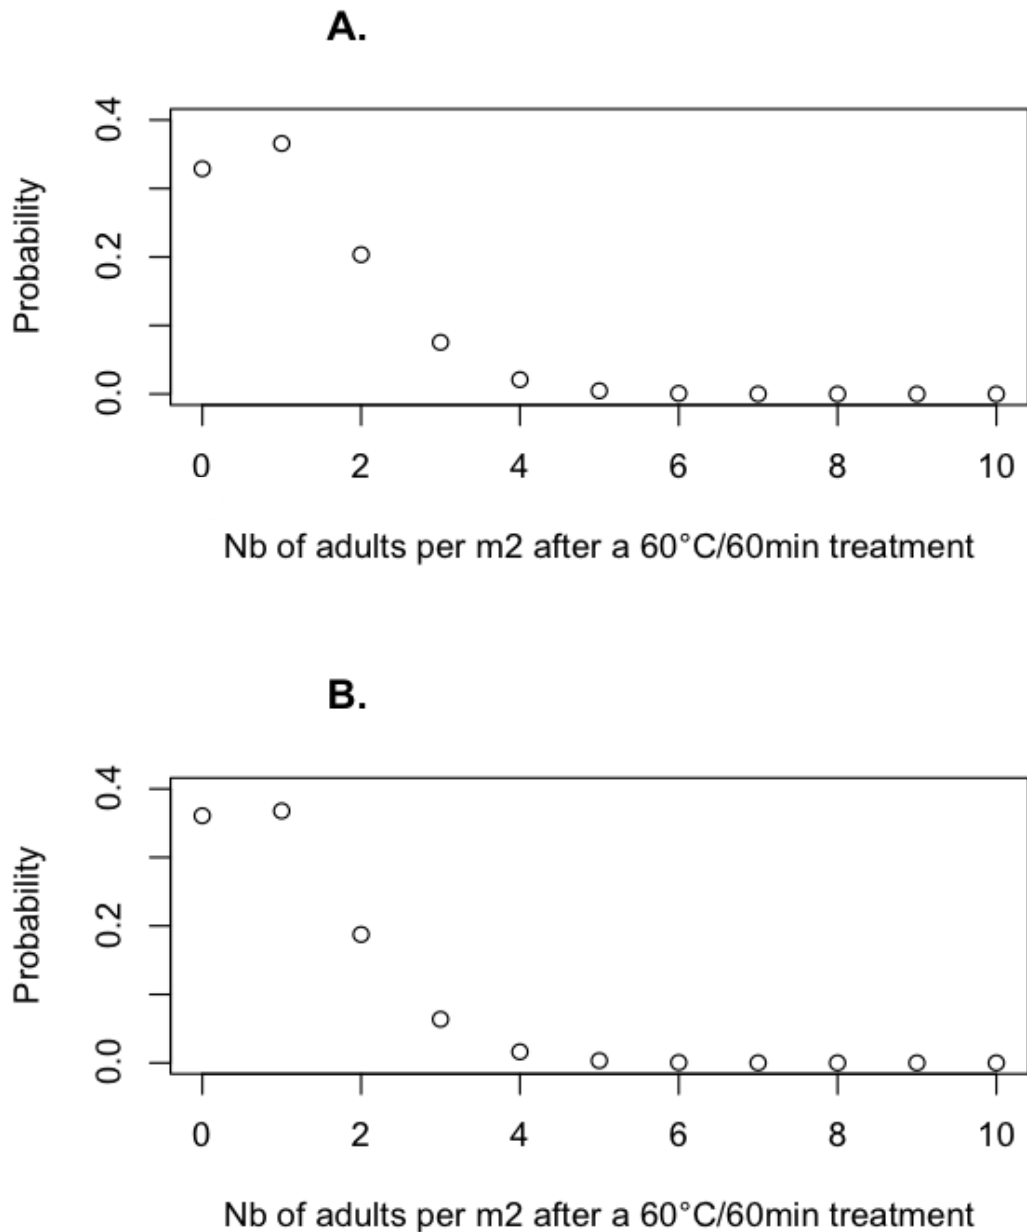 A.
Probability
0.4
0.2
0.0
0 2 4 6 8 10
Nb of adults per m2 after a 60°C/60min treatment
B.
Probability
0.4
0.2
0.0
0 2 4 6 8 10
Nb of adults per m2 after a 60°C/60min treatment